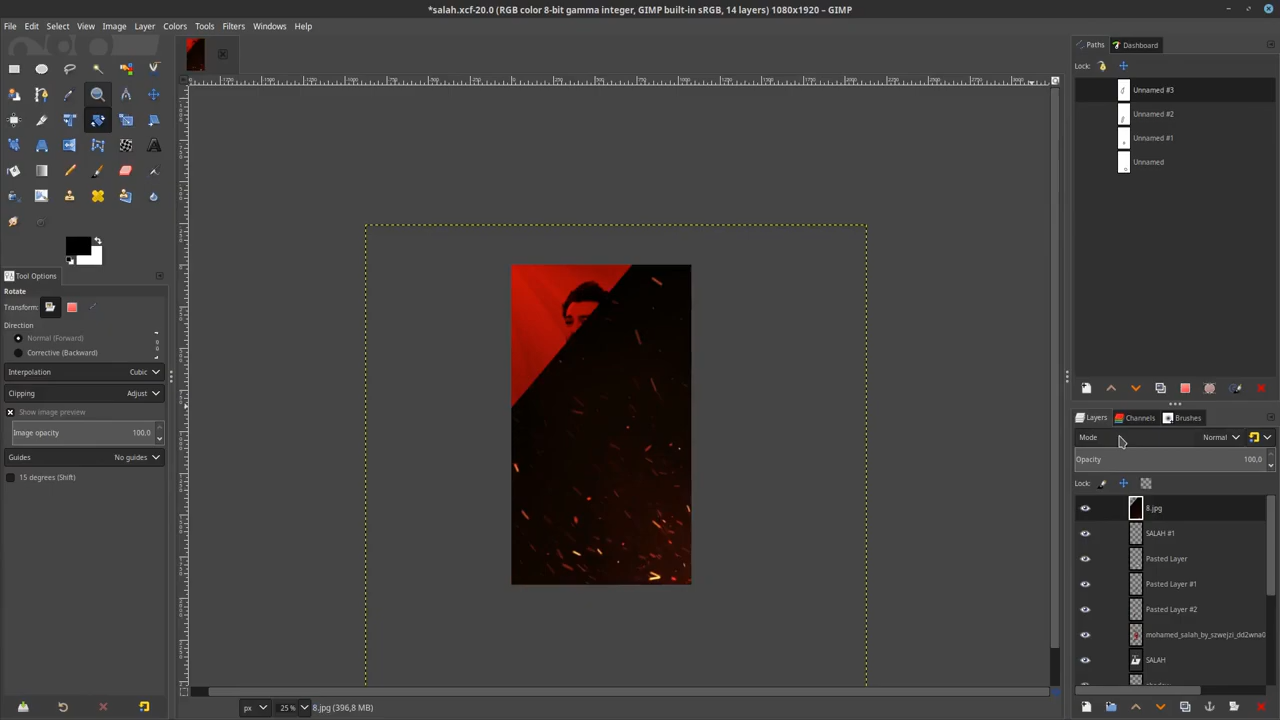 *salah.xcf-20.0 (RGB color 8-bit gamma integer, GIMP built-in sRGB, 14 layers) 1080x1920 – GIMP
File Edit Select View Image Layer Colors Tools Filters Windows Help
Paths Dashboard
Lock:
Unnamed #3
Unnamed #2
Unnamed #1
Unnamed
Tool Options
Rotate
Transform:
Direction
Normal (Forward)
Corrective (Backward)
Interpolation Cubic
Clipping Adjust
Show image preview
Image opacity 100,0
Guides No guides
15 degrees (Shift)
Layers Channels Brushes
Mode Normal
Opacity 100,0
Lock:
8.jpg
SALAH #1
Pasted Layer
Pasted Layer #1
Pasted Layer #2
mohamed_salah_by_szwejzi_dd2wna0
SALAH
px 25 % 8.jpg (396,8 MB)